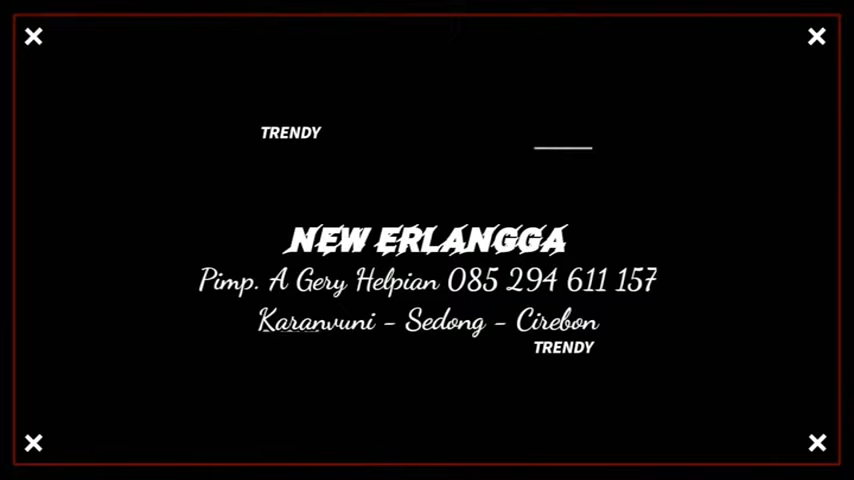 TRENDY
NEW ERLANGGA
Pimp. A Gery Helpian 085 294 611 157
Karanwuni - Sedong - Cirebon
TRENDY